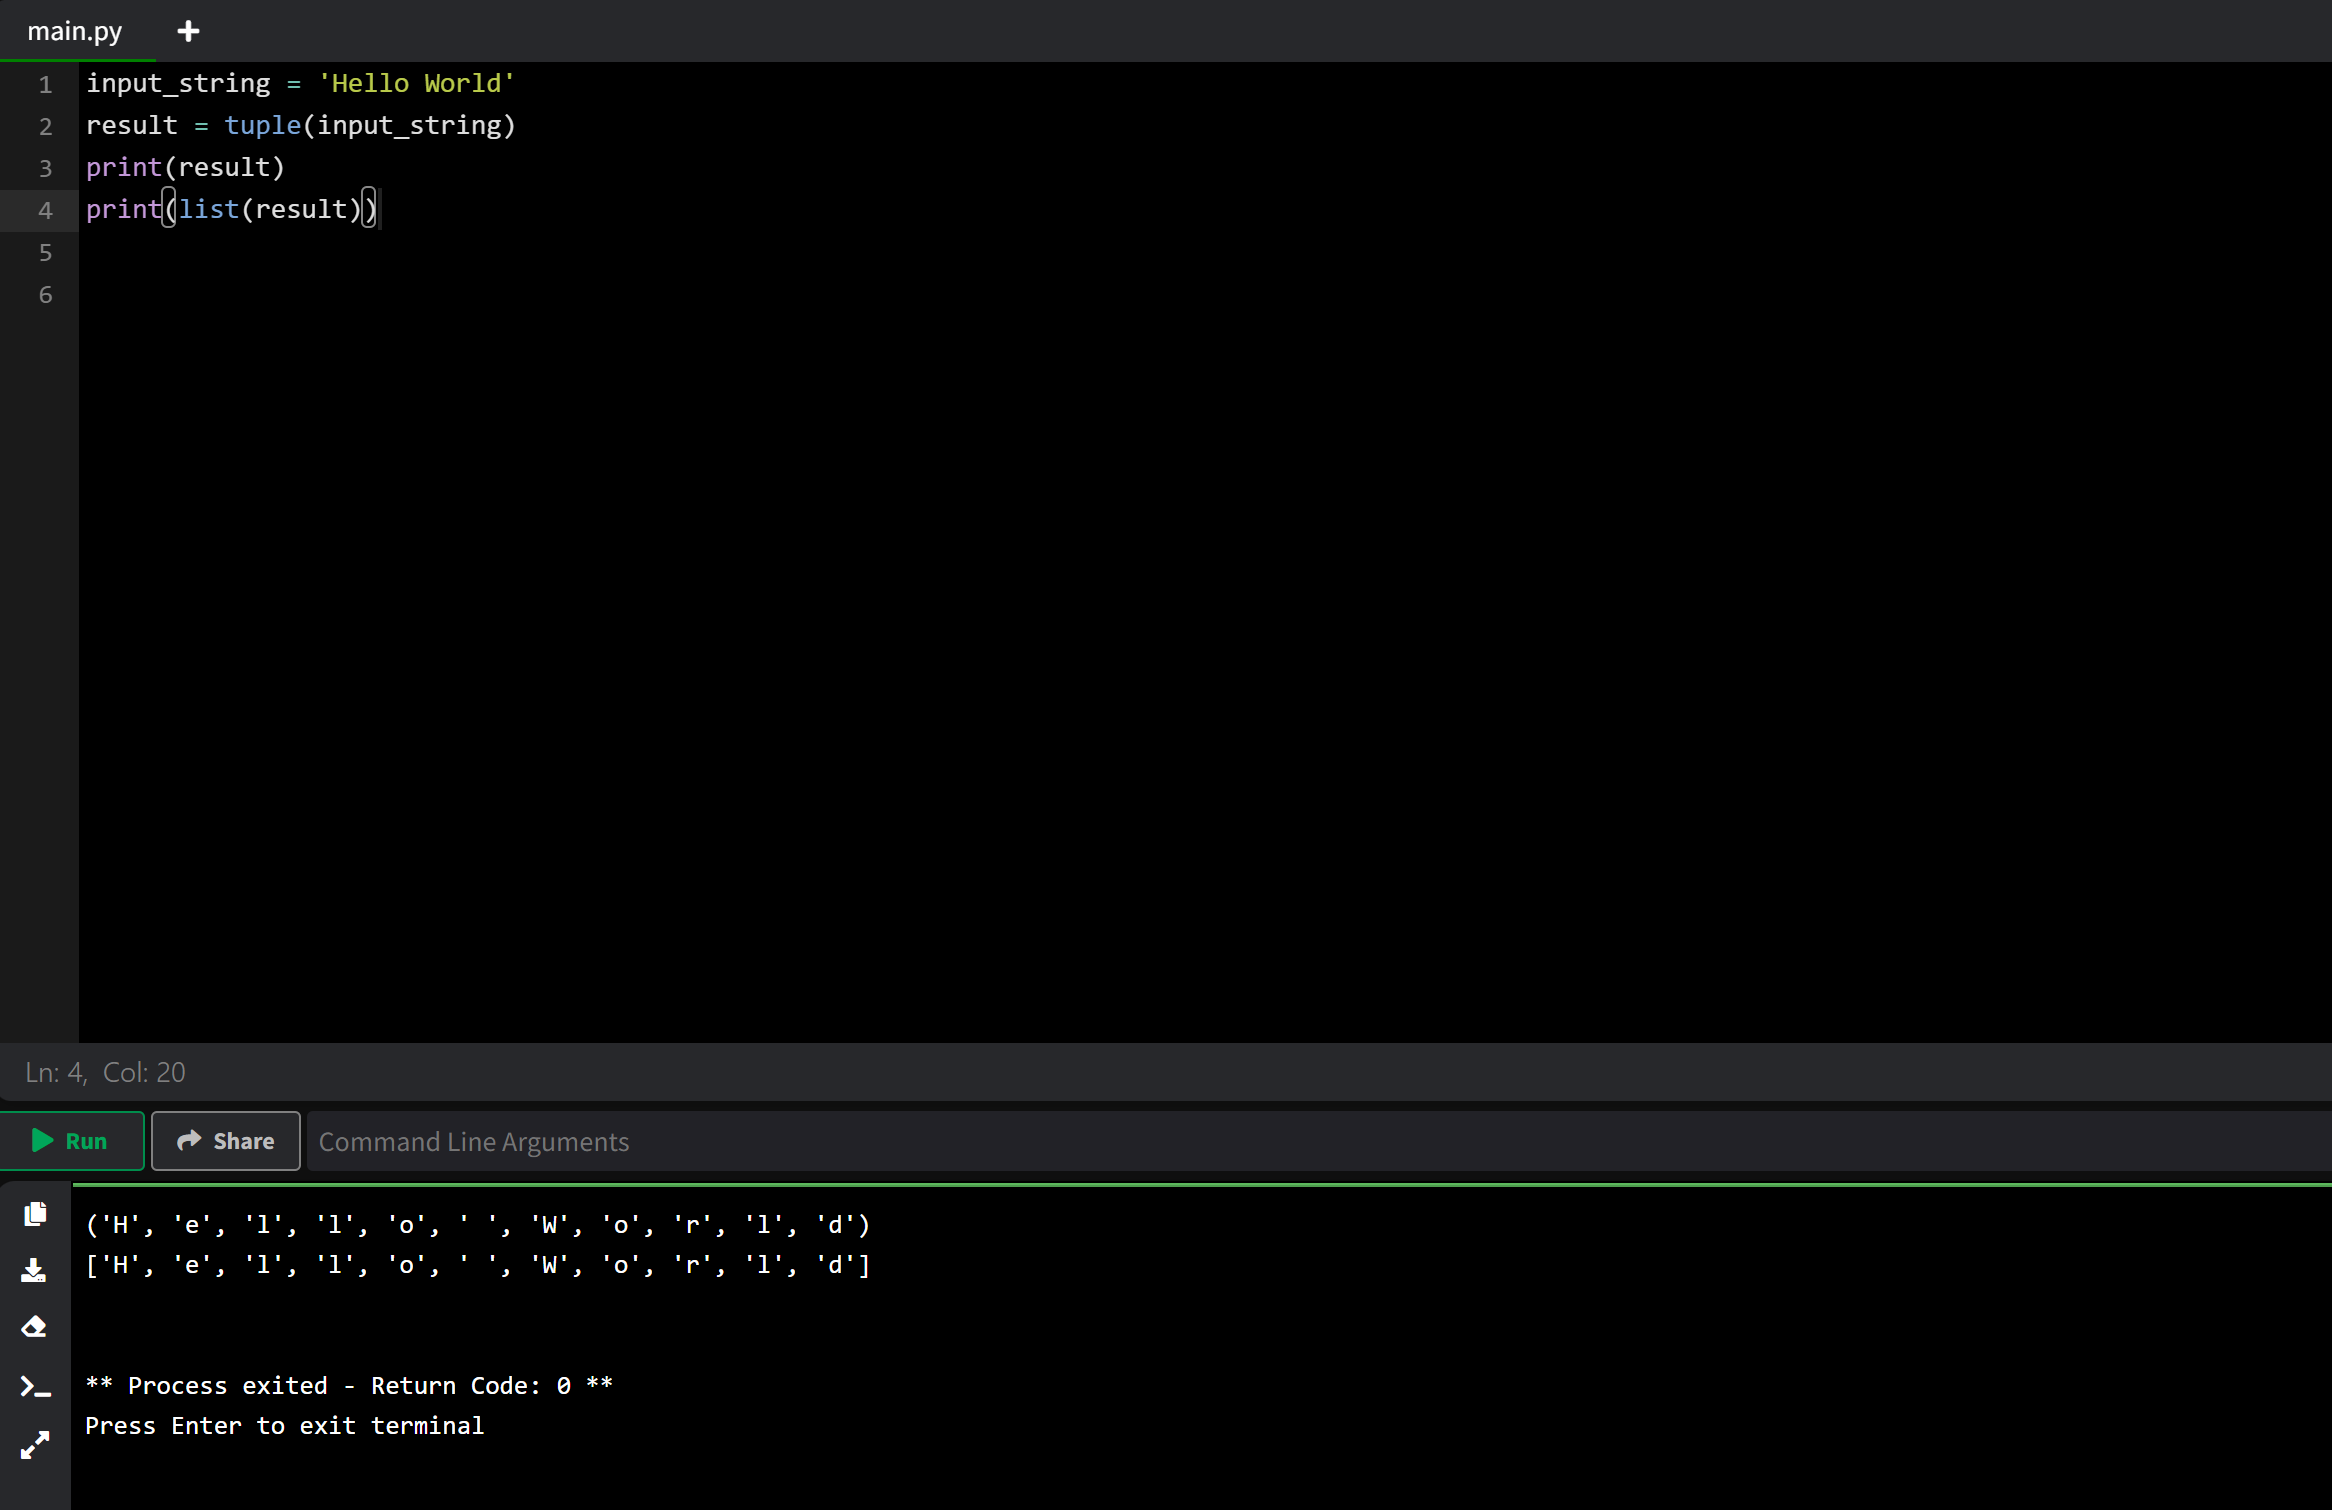 main.py
1 input_string = 'Hello World'
2 result = tuple(input_string)
3 print(result)
4 print(list(result))
5
6
Ln: 4, Col: 20
Run Share Command Line Arguments
('H', 'e', 'l', 'l', 'o', ' ', 'W', 'o', 'r', 'l', 'd')
['H', 'e', 'l', 'l', 'o', ' ', 'W', 'o', 'r', 'l', 'd']
** Process exited - Return Code: 0 **
Press Enter to exit terminal